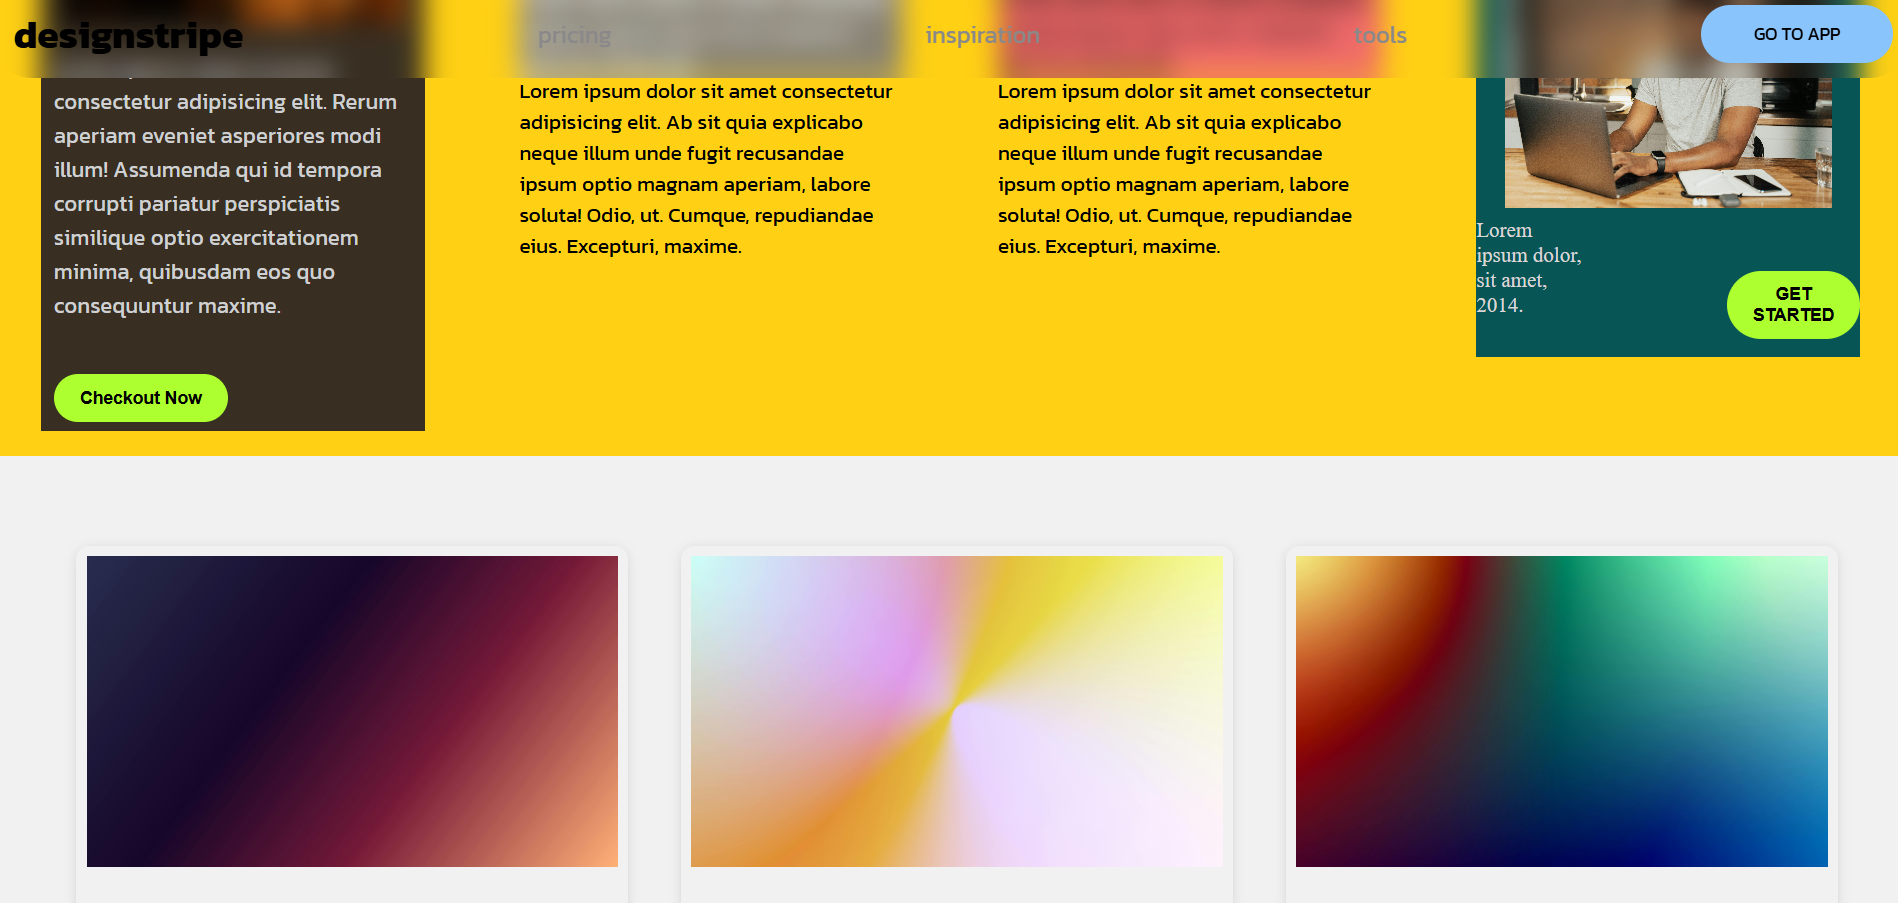 designstripe
pricing
inspiration
tools
GO TO APP
consectetur adipisicing elit. Rerum
aperiam eveniet asperiores modi
illum! Assumenda qui id tempora
corrupti pariatur perspiciatis
similique optio exercitationem
minima, quibusdam eos quo
consequuntur maxime.
Checkout Now
Lorem ipsum dolor sit amet consectetur
adipisicing elit. Ab sit quia explicabo
neque illum unde fugit recusandae
ipsum optio magnam aperiam, labore
soluta! Odio, ut. Cumque, repudiandae
eius. Excepturi, maxime.
Lorem ipsum dolor sit amet consectetur
adipisicing elit. Ab sit quia explicabo
neque illum unde fugit recusandae
ipsum optio magnam aperiam, labore
soluta! Odio, ut. Cumque, repudiandae
eius. Excepturi, maxime.
Lorem
ipsum dolor,
sit amet,
2014.
GET
STARTED